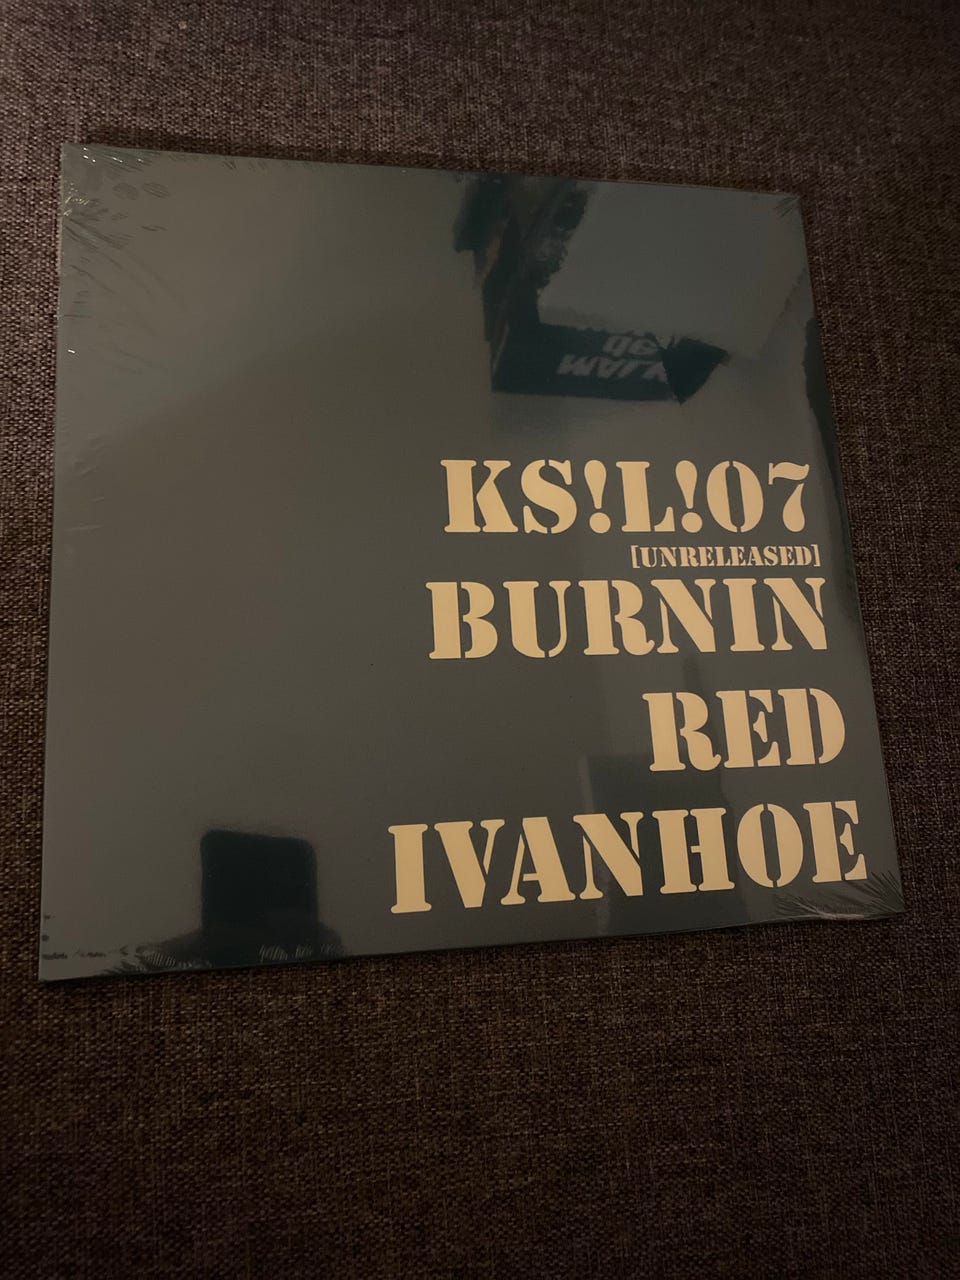 KS!L!07
[UNRELEASED]
BURNIN
RED
IVANHOE